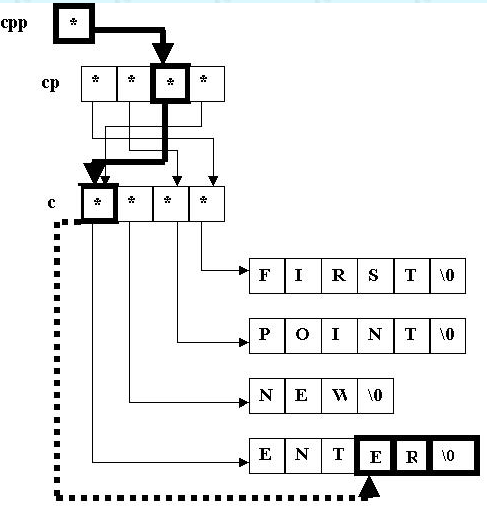 cpp *
cp * * * *
c * * * *
F I R S T \0
P O I N T \0
N E W \0
E N T E R \0